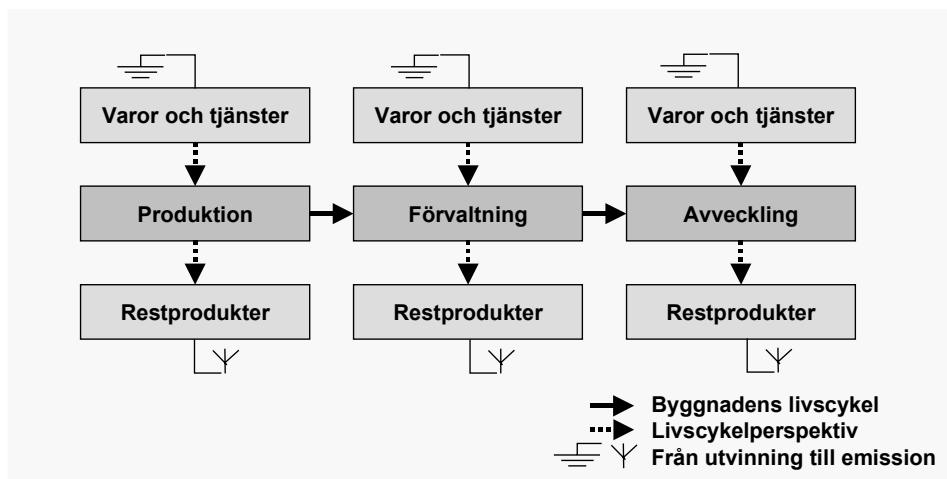 Varor och tjänster Varor och tjänster Varor och tjänster
Produktion Förvaltning Avveckling
Restprodukter Restprodukter Restprodukter
Byggnadens livscykel
Livscykelperspektiv
Från utvinning till emission